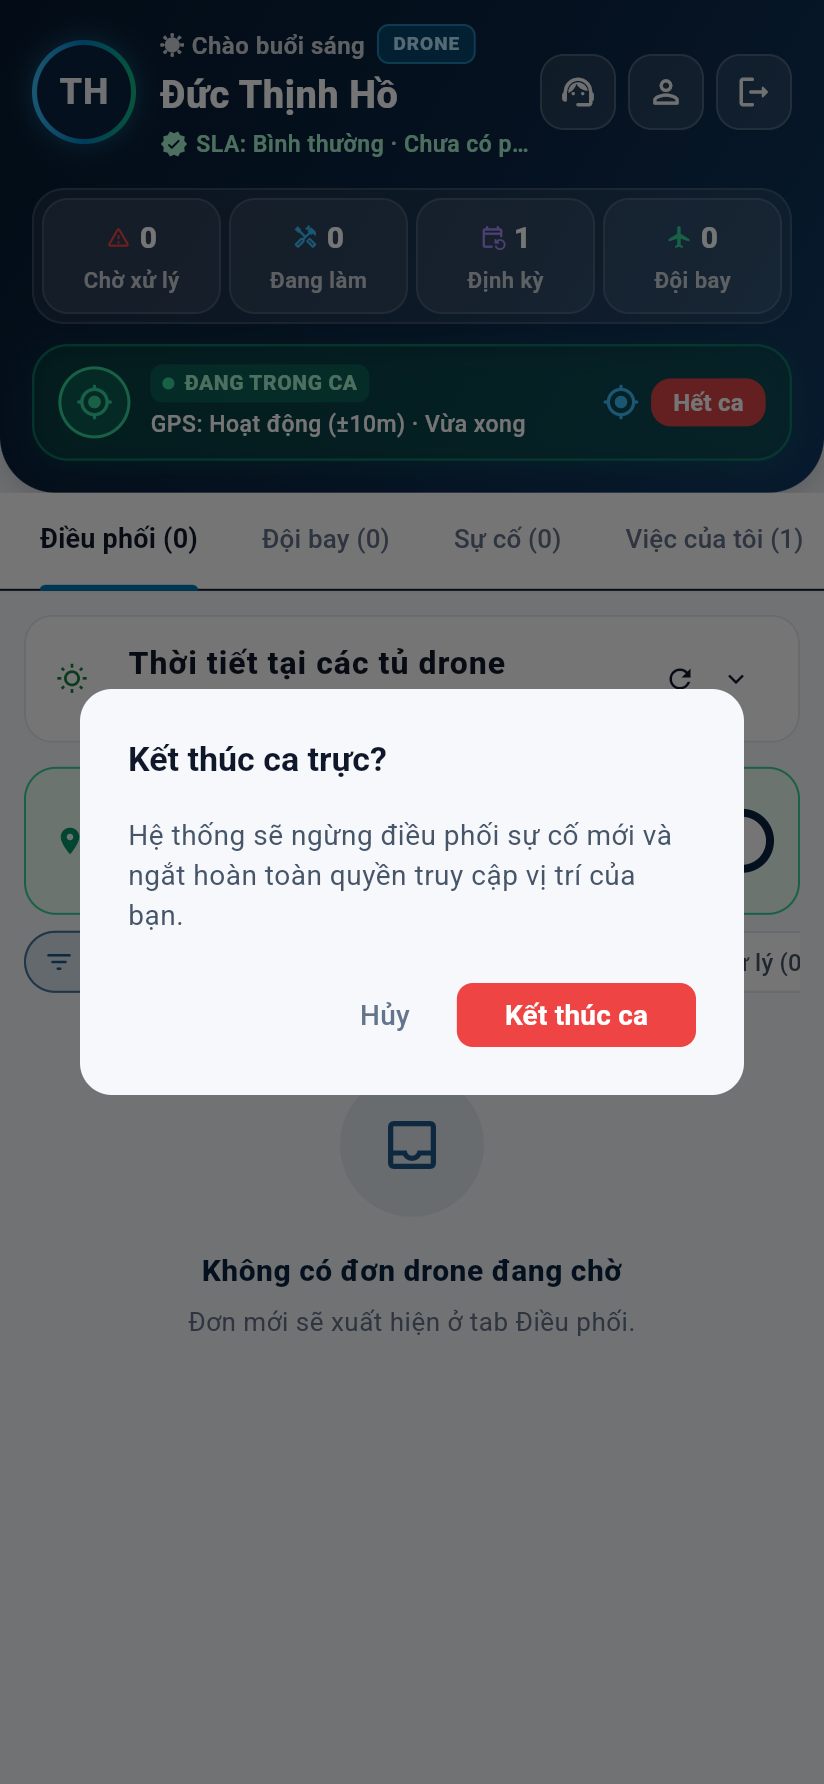 TH
Chào buổi sáng
DRONE
Đức Thịnh Hồ
SLA: Bình thường · Chưa có p...
0
Chờ xử lý
0
Đang làm
1
Định kỳ
0
Đội bay
ĐANG TRONG CA
GPS: Hoạt động (±10m) · Vừa xong
Hết ca
Điều phối (0)
Đội bay (0)
Sự cố (0)
Việc của tôi (1)
Thời tiết tại các tủ drone
Kết thúc ca trực?
Hệ thống sẽ ngừng điều phối sự cố mới và
ngắt hoàn toàn quyền truy cập vị trí của
bạn.
Hủy
Kết thúc ca
lý (0
Không có đơn drone đang chờ
Đơn mới sẽ xuất hiện ở tab Điều phối.